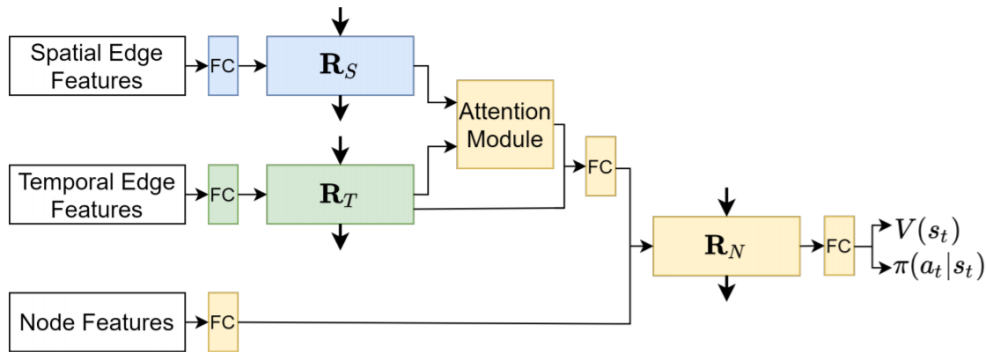 Spatial Edge
Features
FC
R_S
Attention
Module
Temporal Edge
Features
FC
R_T
FC
R_N
FC
V(s_t)
π(a_t|s_t)
Node Features
FC